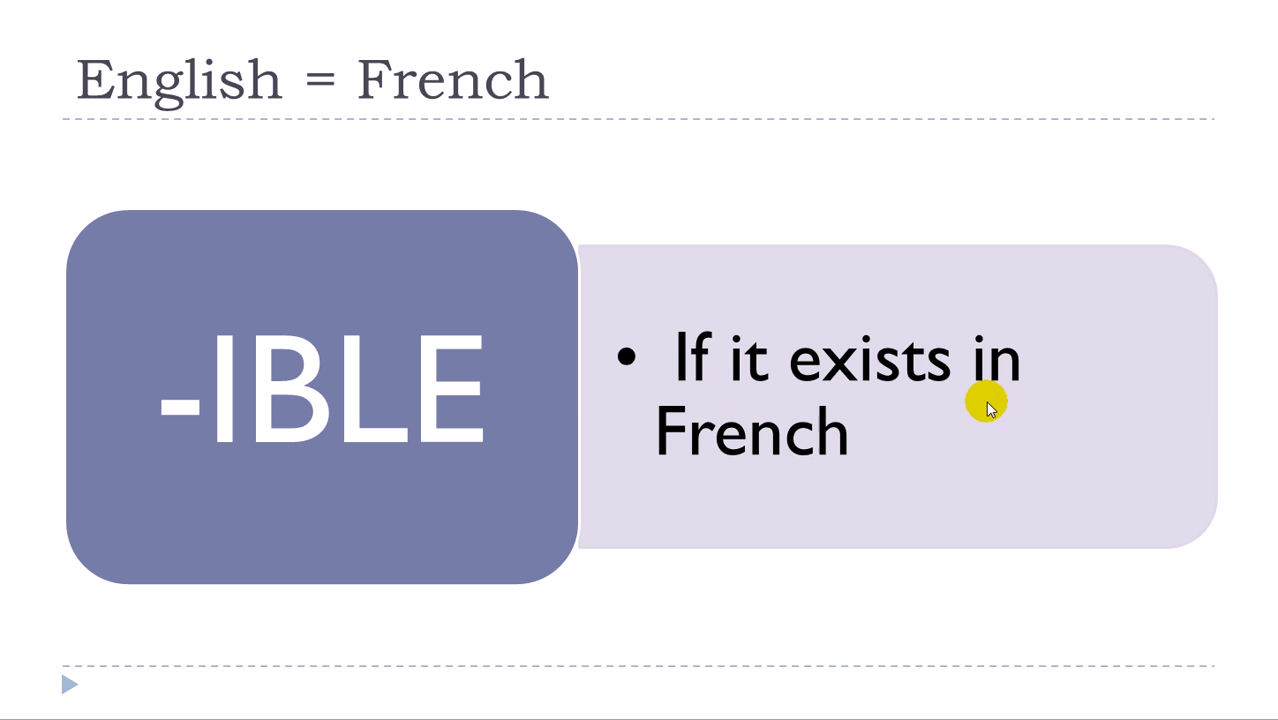 English = French
-IBLE
• If it exists in
French